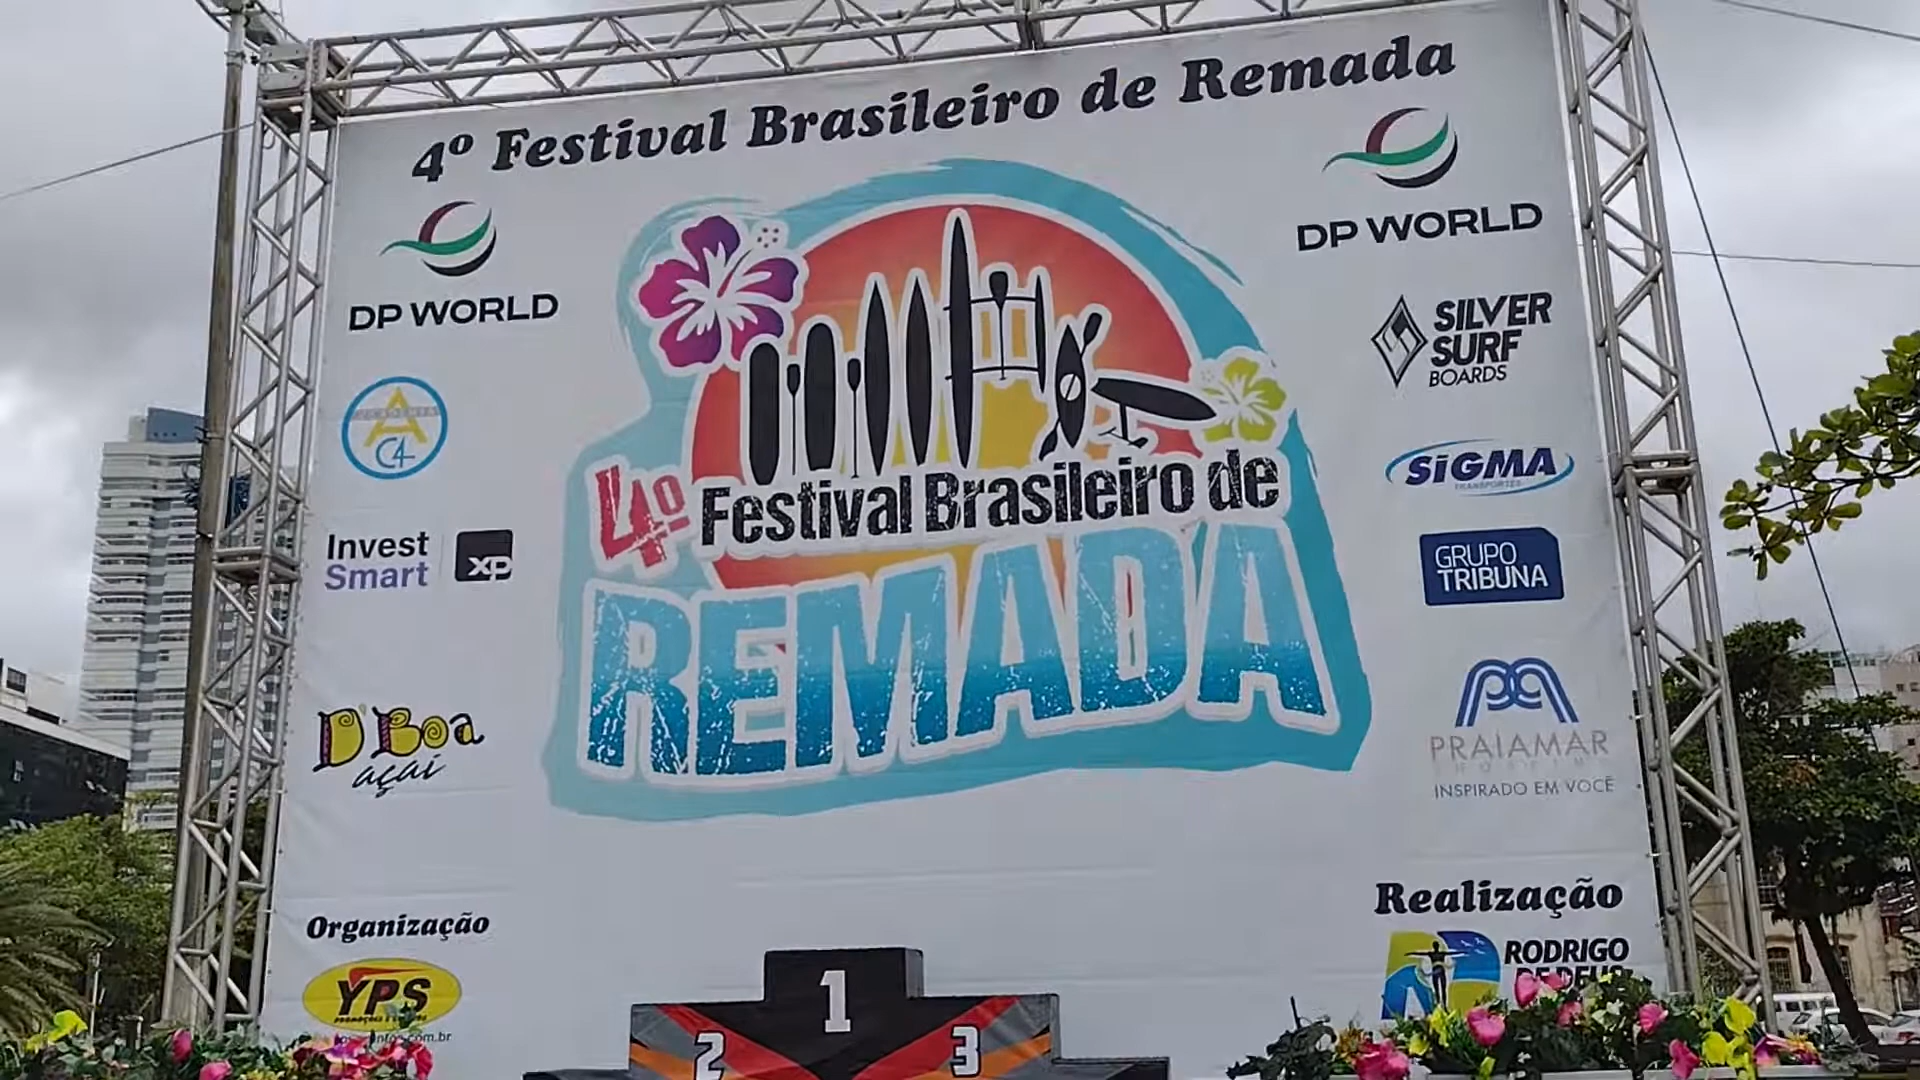 4º Festival Brasileiro de Remada
DP WORLD
DP WORLD
SILVER
SURF
BOARDS
ACADEMIA
C4
SiGMA
TRANSPORTES
Invest
Smart
XP
GRUPO
TRIBUNA
4º Festival Brasileiro de
REMADA
D'Boa
açaí
PRAIAMAR
INSPIRADO EM VOCÊ
Organização
YPS
Realização
RODRIGO
DE DEUS
1
2
3